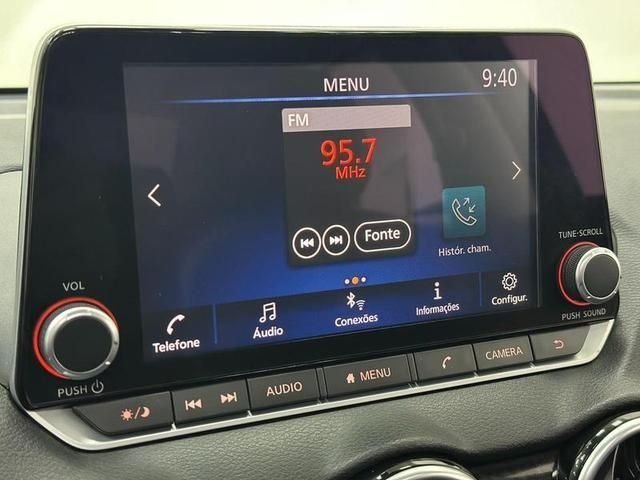 MENU
9:40
FM
95.7
MHz
Fonte
Histór. cham.
Telefone
Áudio
Conexões
Informações
Configur.
VOL
PUSH
TUNE·SCROLL
PUSH SOUND
AUDIO
MENU
CAMERA